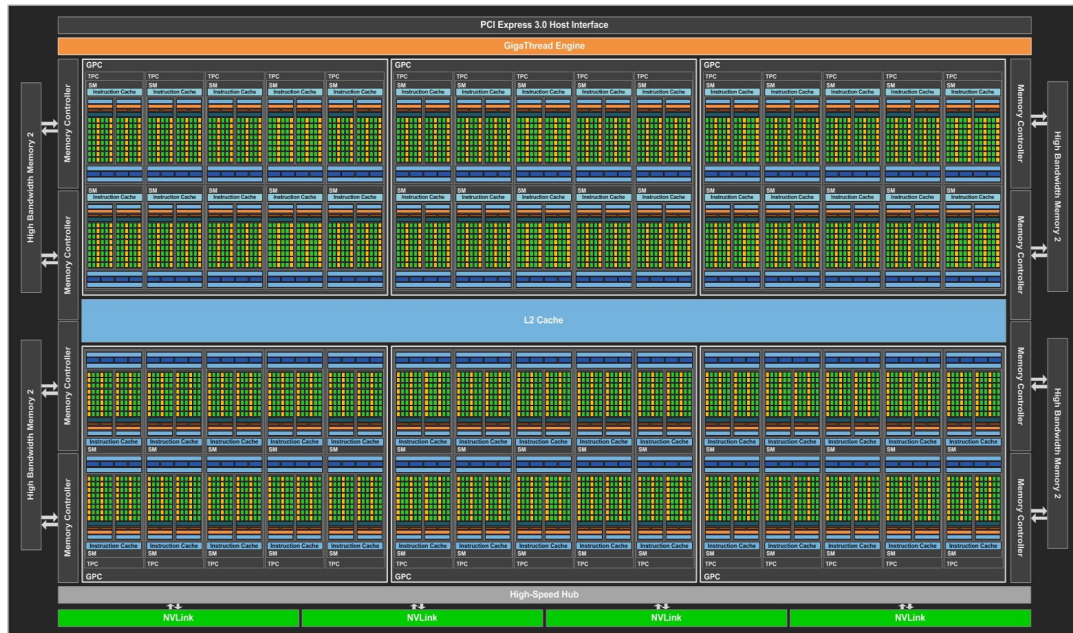 PCI Express 3.0 Host Interface
GigaThread Engine
High Bandwidth Memory 2
High Bandwidth Memory 2
Memory Controller
Memory Controller
Memory Controller
Memory Controller
GPC GPC GPC
TPC TPC TPC TPC TPC TPC TPC TPC TPC TPC TPC TPC TPC TPC TPC
SM SM SM SM SM SM SM SM SM SM SM SM SM SM SM
Instruction Cache Instruction Cache Instruction Cache Instruction Cache Instruction Cache Instruction Cache Instruction Cache Instruction Cache Instruction Cache Instruction Cache Instruction Cache Instruction Cache Instruction Cache Instruction Cache Instruction Cache
SM SM SM SM SM SM SM SM SM SM SM SM SM SM SM
Instruction Cache Instruction Cache Instruction Cache Instruction Cache Instruction Cache Instruction Cache Instruction Cache Instruction Cache Instruction Cache Instruction Cache Instruction Cache Instruction Cache Instruction Cache Instruction Cache Instruction Cache
L2 Cache
Instruction Cache Instruction Cache Instruction Cache Instruction Cache Instruction Cache Instruction Cache Instruction Cache Instruction Cache Instruction Cache Instruction Cache Instruction Cache Instruction Cache Instruction Cache Instruction Cache Instruction Cache
SM SM SM SM SM SM SM SM SM SM SM SM SM SM SM
Instruction Cache Instruction Cache Instruction Cache Instruction Cache Instruction Cache Instruction Cache Instruction Cache Instruction Cache Instruction Cache Instruction Cache Instruction Cache Instruction Cache Instruction Cache Instruction Cache Instruction Cache
SM SM SM SM SM SM SM SM SM SM SM SM SM SM SM
TPC TPC TPC TPC TPC TPC TPC TPC TPC TPC TPC TPC TPC TPC TPC
GPC GPC GPC
Memory Controller
Memory Controller
Memory Controller
Memory Controller
High Bandwidth Memory 2
High Bandwidth Memory 2
High-Speed Hub
NVLink NVLink NVLink NVLink